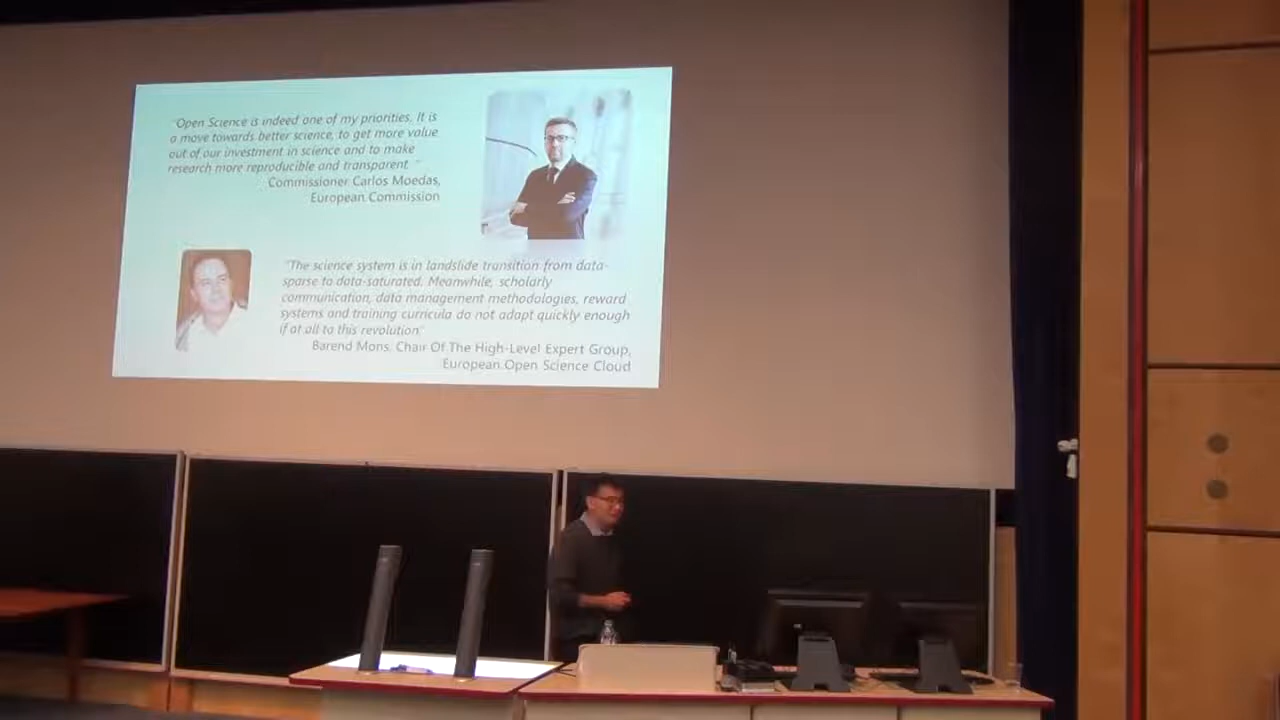 "Open Science is indeed one of my priorities. It is
a move towards better science, to get more value
out of our investment in science and to make
research more reproducible and transparent."
Commissioner Carlos Moedas,
European Commission
"The science system is in landslide transition from data-
sparse to data-saturated. Meanwhile, scholarly
communication, data management methodologies, reward
systems and training curricula do not adapt quickly enough
if at all to this revolution"
Barend Mons. Chair Of The High-Level Expert Group,
European Open Science Cloud